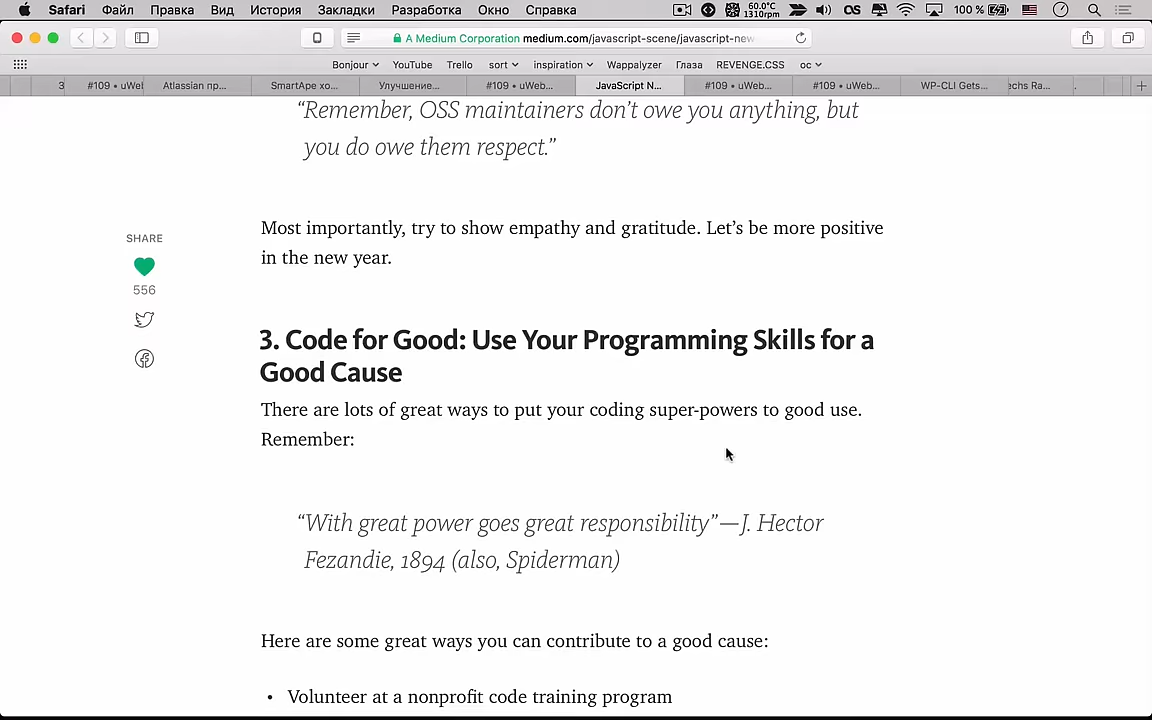 Safari Файл Правка Вид История Закладки Разработка Окно Справка 60.0°C 1310rpm OS 100 %
A Medium Corporation medium.com/javascript-scene/javascript-new
Bonjour YouTube Trello sort inspiration Wappalyzer Глаза REVENGE.CSS ос
3 #109 • uWel Atlassian пр... SmartApe хо... Улучшение... #109 • uWeb... JavaScript N... #109 • uWeb... #109 • uWeb... WP-CLI Gets... echs Ra... .
“Remember, OSS maintainers don’t owe you anything, but
you do owe them respect.”
Most importantly, try to show empathy and gratitude. Let’s be more positive
in the new year.
SHARE
556
3. Code for Good: Use Your Programming Skills for a
Good Cause
There are lots of great ways to put your coding super-powers to good use.
Remember:
“With great power goes great responsibility”—J. Hector
Fezandie, 1894 (also, Spiderman)
Here are some great ways you can contribute to a good cause:
• Volunteer at a nonprofit code training program